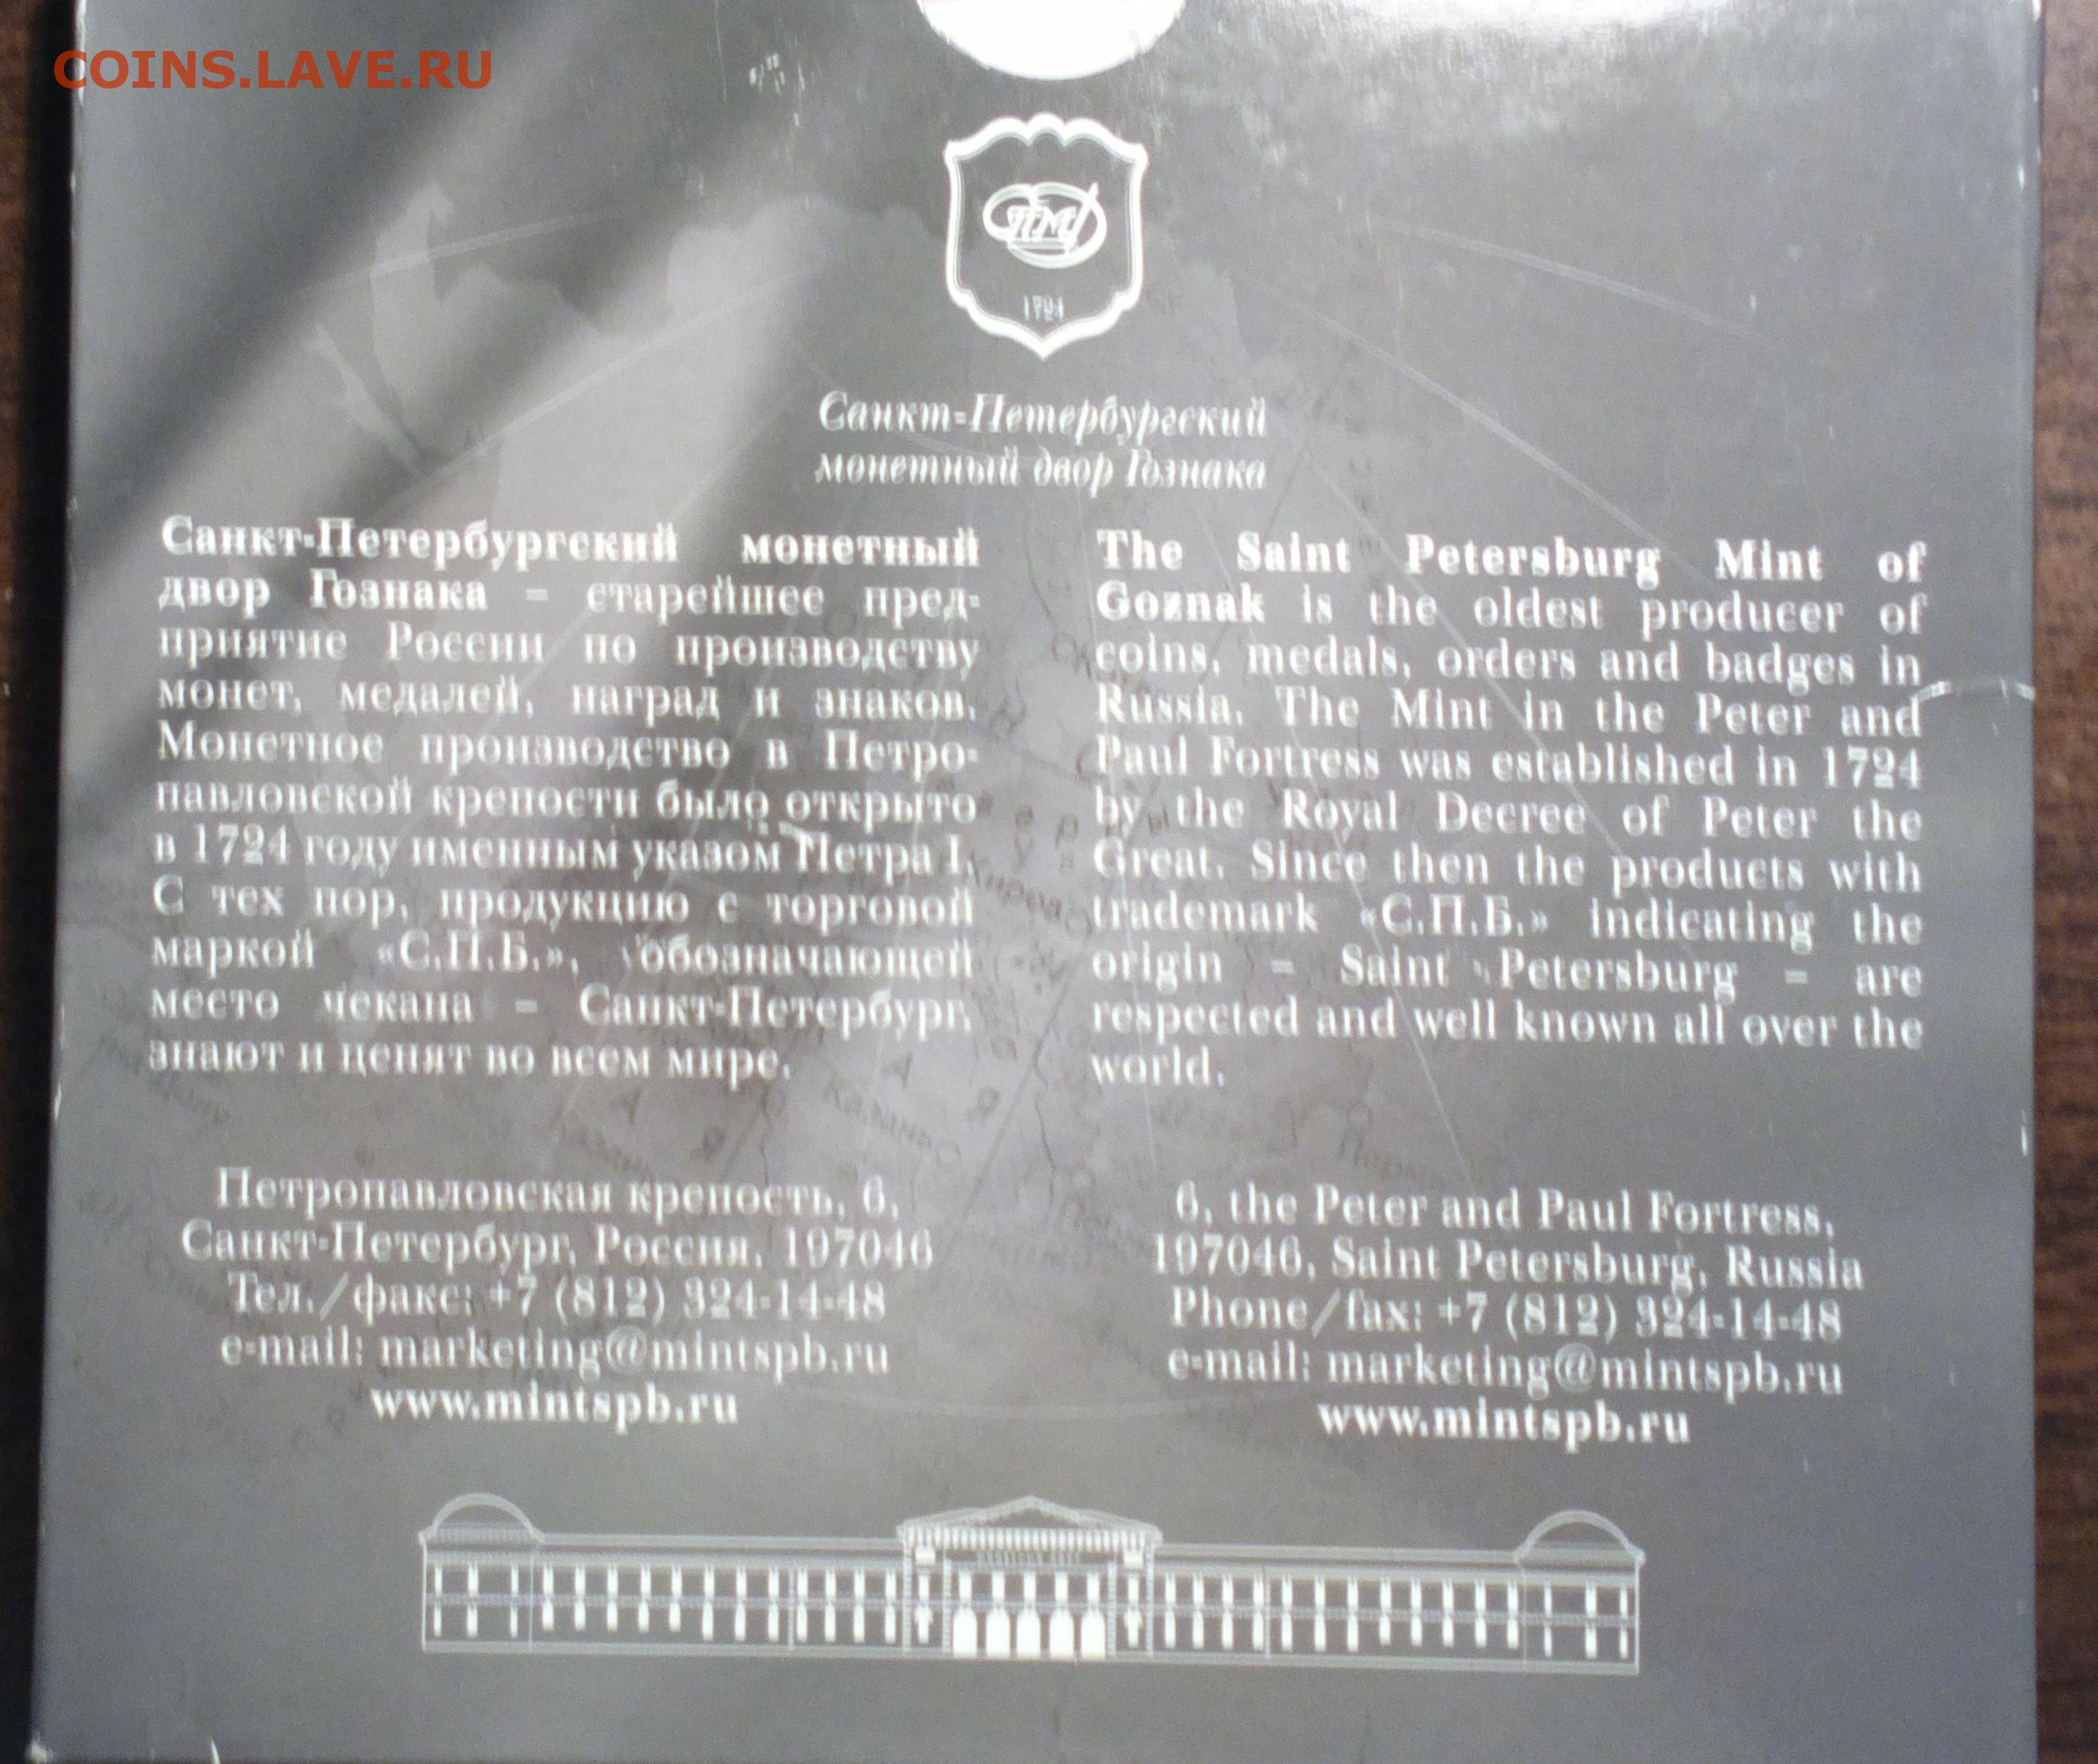 COINS.LAVE.RU
СПМД
1724
Санкт-Петербургский
монетный двор Гознака
Санкт-Петербургский монетный
двор Гознака – старейшее пред-
приятие России по производству
монет, медалей, наград и знаков.
Монетное производство в Петро-
павловской крепости было открыто
в 1724 году именным указом Петра I.
С тех пор, продукцию с торговой
маркой «С.П.Б.», обозначающей
место чекана – Санкт-Петербург,
знают и ценят во всем мире.
Петропавловская крепость, 6,
Санкт-Петербург, Россия, 197046
Тел./факс: +7 (812) 324-14-48
e-mail: marketing@mintspb.ru
www.mintspb.ru
The Saint Petersburg Mint of
Goznak is the oldest producer of
coins, medals, orders and badges in
Russia. The Mint in the Peter and
Paul Fortress was established in 1724
by the Royal Decree of Peter the
Great. Since then the products with
trademark «С.П.Б.» indicating the
origin – Saint Petersburg – are
respected and well known all over the
world.
6, the Peter and Paul Fortress,
197046, Saint Petersburg, Russia
Phone/fax: +7 (812) 324-14-48
e-mail: marketing@mintspb.ru
www.mintspb.ru